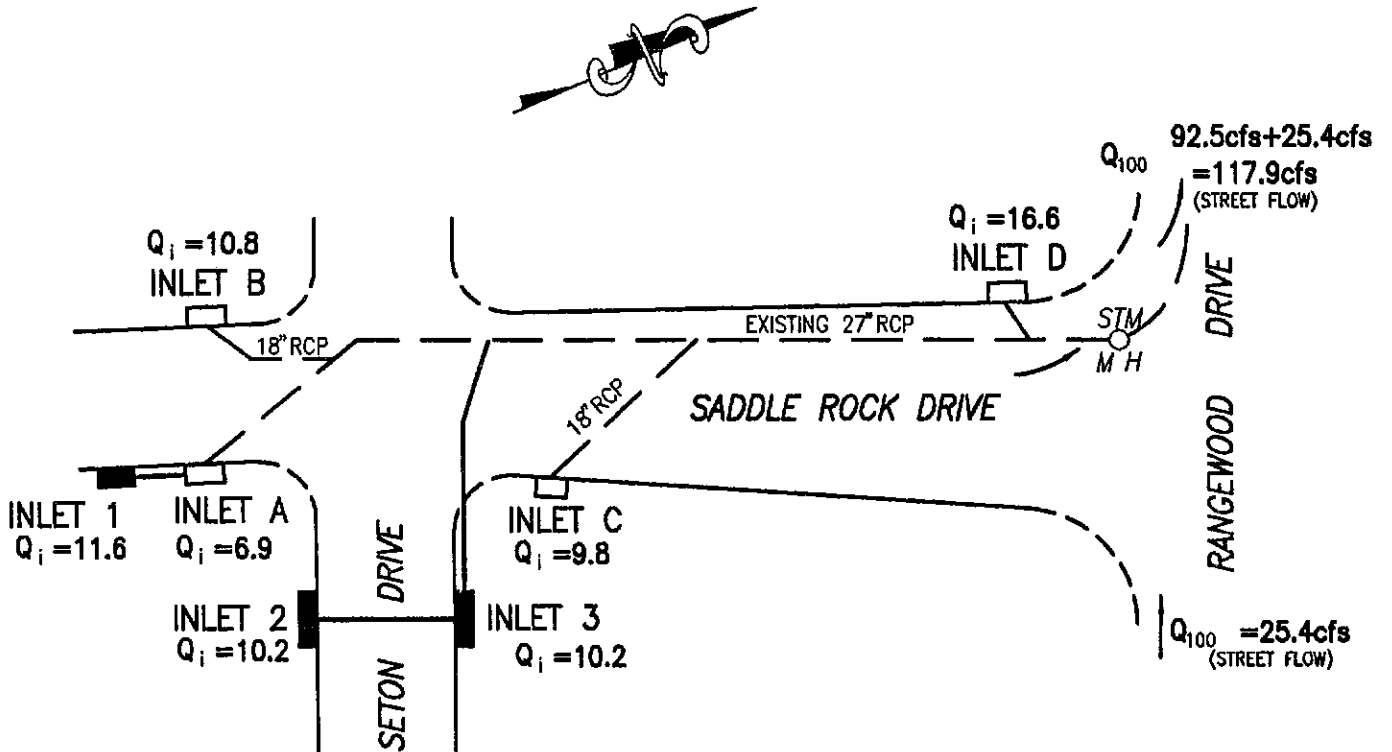 92.5cfs+25.4cfs
Q100 =117.9cfs
(STREET FLOW)
Qi =10.8
INLET B
Qi =16.6
INLET D
18" RCP
EXISTING 27" RCP
STM
M H
DRIVE
RANGEWOOD
SADDLE ROCK DRIVE
18" RCP
INLET 1
Qi =11.6
INLET A
Qi =6.9
INLET C
Qi =9.8
INLET 2
Qi =10.2
INLET 3
Qi =10.2
SETON DRIVE
Q100 =25.4cfs
(STREET FLOW)